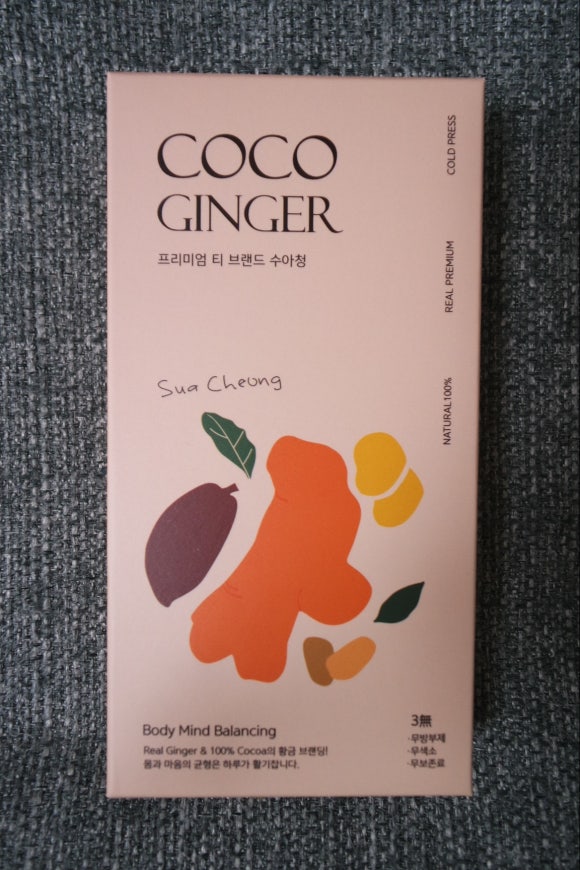 COCO
GINGER
프리미엄 티 브랜드 수아청
COLD PRESS
REAL PREMIUM
NATURAL100%
Sua Cheong
Body Mind Balancing
Real Ginger & 100% Cocoa의 황금 브랜딩!
몸과 마음의 균형은 하루가 활기찹니다.
3無
·무방부제
·무색소
·무보존료